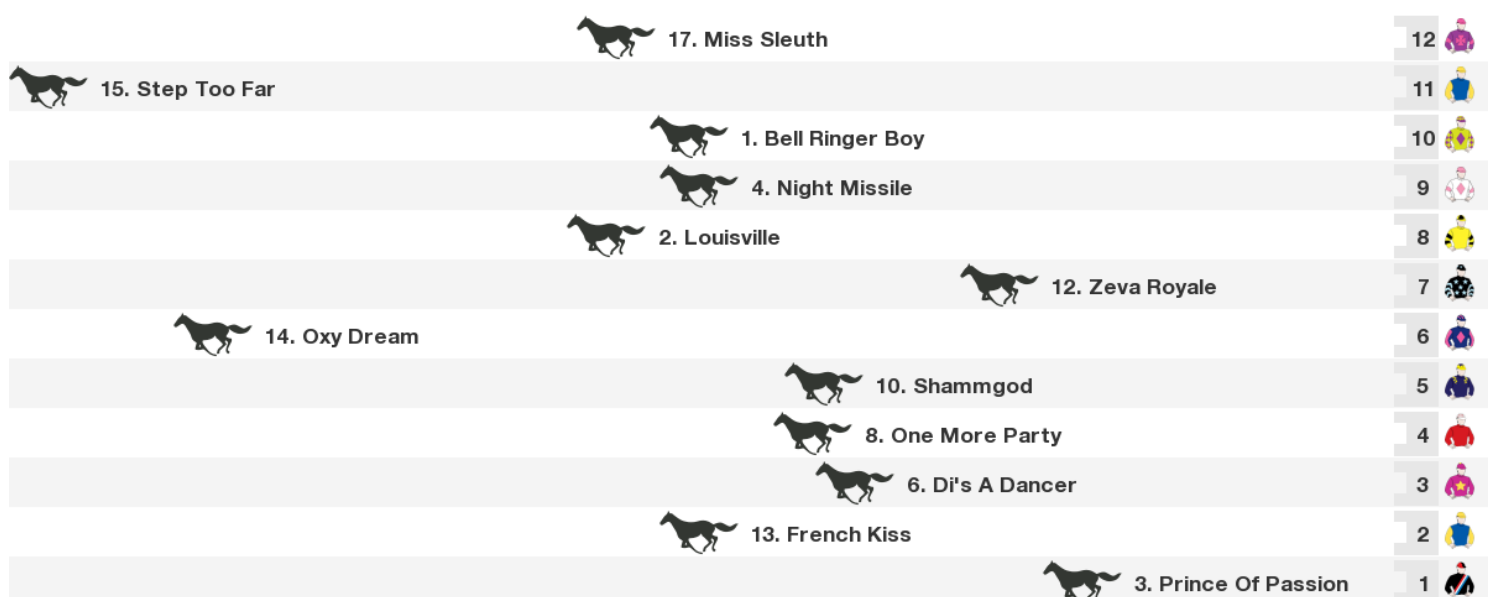 17. Miss Sleuth 12
15. Step Too Far 11
1. Bell Ringer Boy 10
4. Night Missile 9
2. Louisville 8
12. Zeva Royale 7
14. Oxy Dream 6
10. Shammgod 5
8. One More Party 4
6. Di's A Dancer 3
13. French Kiss 2
3. Prince Of Passion 1